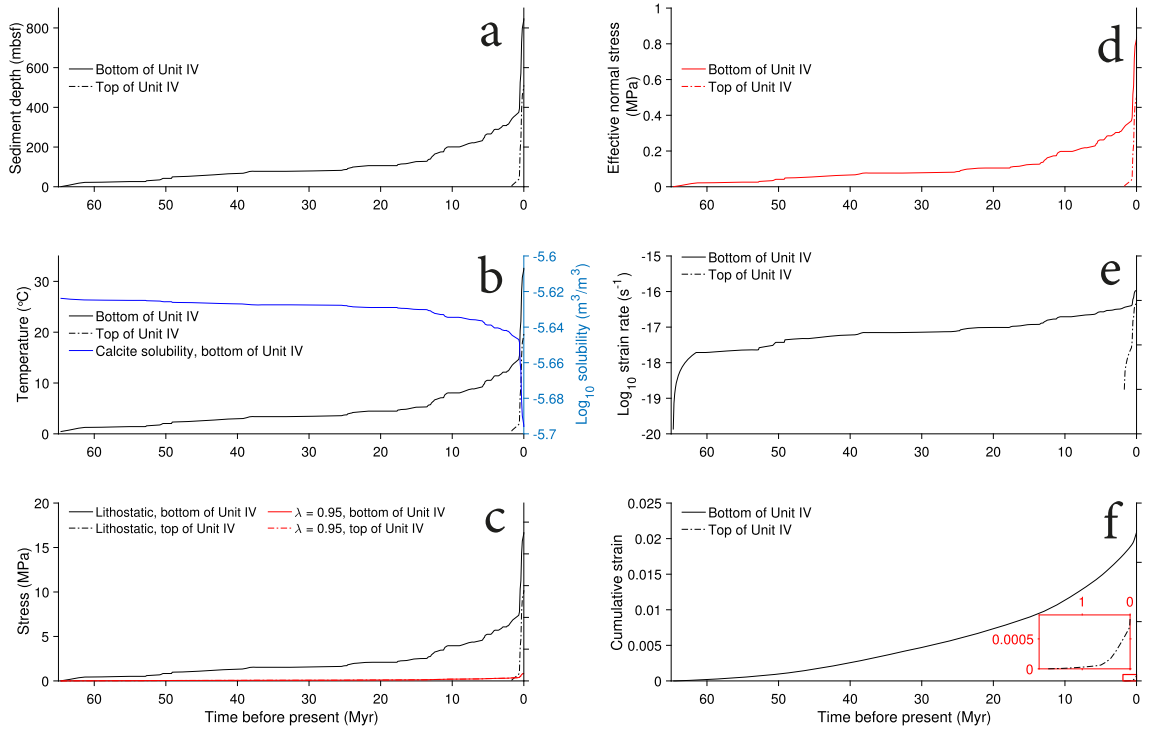 a
Sediment depth (mbsf)
800
600
400
200
0
Bottom of Unit IV
Top of Unit IV
60 50 40 30 20 10 0
d
Effective normal stress
(MPa)
1
0.8
0.6
0.4
0.2
0
Bottom of Unit IV
Top of Unit IV
60 50 40 30 20 10 0
b
Temperature (°C)
30
20
10
0
Bottom of Unit IV
Top of Unit IV
Calcite solubility, bottom of Unit IV
-5.6
-5.62
-5.64
-5.66
-5.68
-5.7
Log10 solubility (m3/m3)
60 50 40 30 20 10 0
e
Log10 strain rate (s-1)
-15
-16
-17
-18
-19
-20
Bottom of Unit IV
Top of Unit IV
60 50 40 30 20 10 0
c
Stress (MPa)
20
15
10
5
0
Lithostatic, bottom of Unit IV
Lithostatic, top of Unit IV
λ = 0.95, bottom of Unit IV
λ = 0.95, top of Unit IV
60 50 40 30 20 10 0
Time before present (Myr)
f
Cumulative strain
0.025
0.02
0.015
0.01
0.005
0
Bottom of Unit IV
Top of Unit IV
1 0
0.0005
0
60 50 40 30 20 10 0
Time before present (Myr)